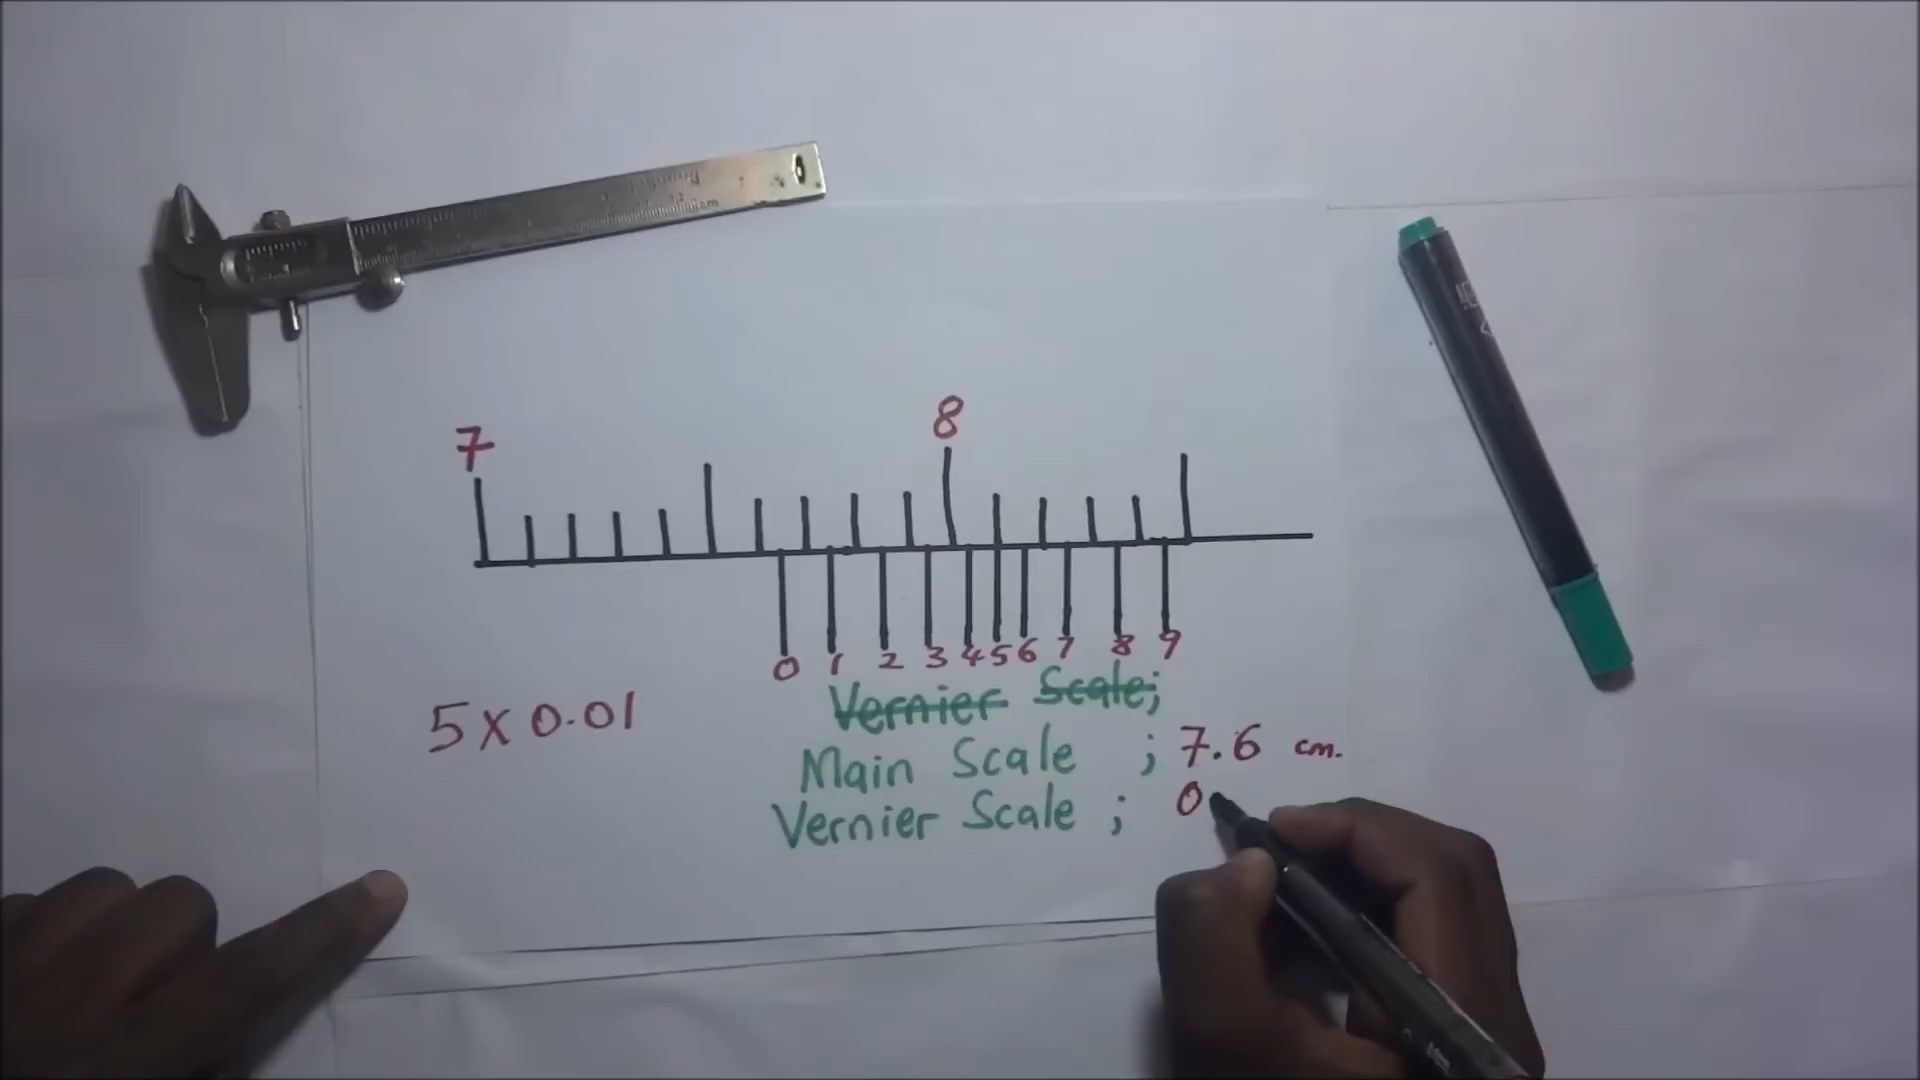 7 8
0 1 2 3 4 5 6 7 8 9
Vernier Scale;
5 X 0.01
Main Scale ; 7.6 cm.
Vernier Scale ; 0